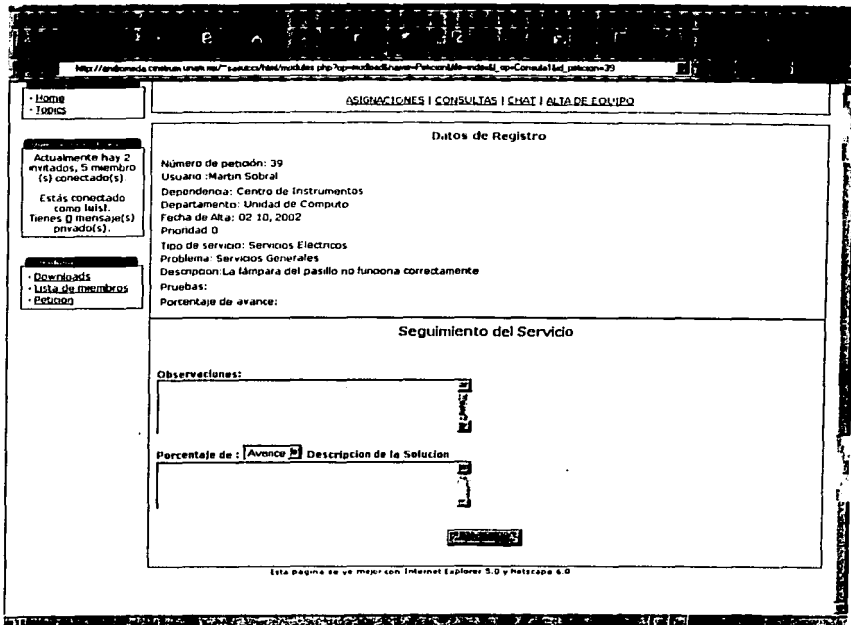 - Home
- Topics
ASIGNACIONES | CONSULTAS | CHAT | ALTA DE EQUIPO
Actualmente hay 2
invitados, 5 miembro
(s) conectado(s)
Estás conectado
como luis1.
Tienes 0 mensaje(s)
privado(s).
- Downloads
- Lista de miembros
- Peticion
Datos de Registro
Número de petición: 39
Usuario :Martin Sobral
Dependencia: Centro de Instrumentos
Departamento: Unidad de Computo
Fecha de Alta: 02 10, 2002
Prioridad 0
Tipo de servicio: Servicios Electricos
Problema: Servicios Generales
Descripcion:La lámpara del pasillo no funciona correctamente
Pruebas:
Porcentaje de avance:
Seguimiento del Servicio
Observaciones:
Porcentaje de : Avance Descripcion de la Solucion
Esta pagina se ve mejor con Internet Explorer 5.0 y Netscape 6.0